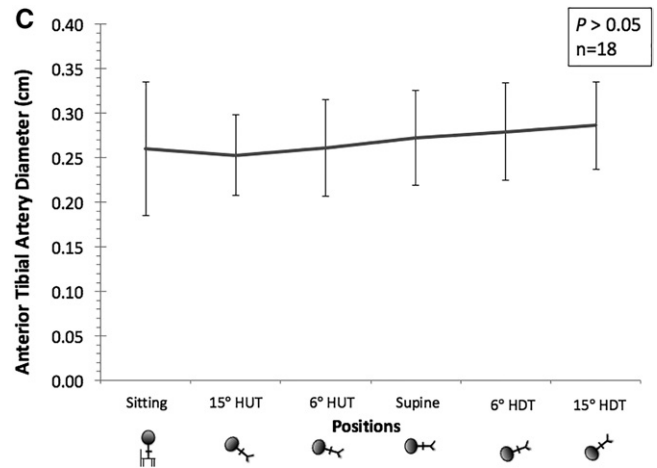 C
P > 0.05
n=18
Anterior Tibial Artery Diameter (cm)
0.40
0.35
0.30
0.25
0.20
0.15
0.10
0.05
0.00
Sitting 15° HUT 6° HUT Supine 6° HDT 15° HDT
Positions